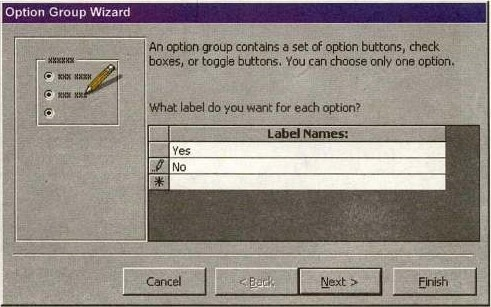 Option Group Wizard
An option group contains a set of option buttons, check
boxes, or toggle buttons. You can choose only one option.
What label do you want for each option?
Label Names:
Yes
No
Cancel
< Back
Next >
Finish